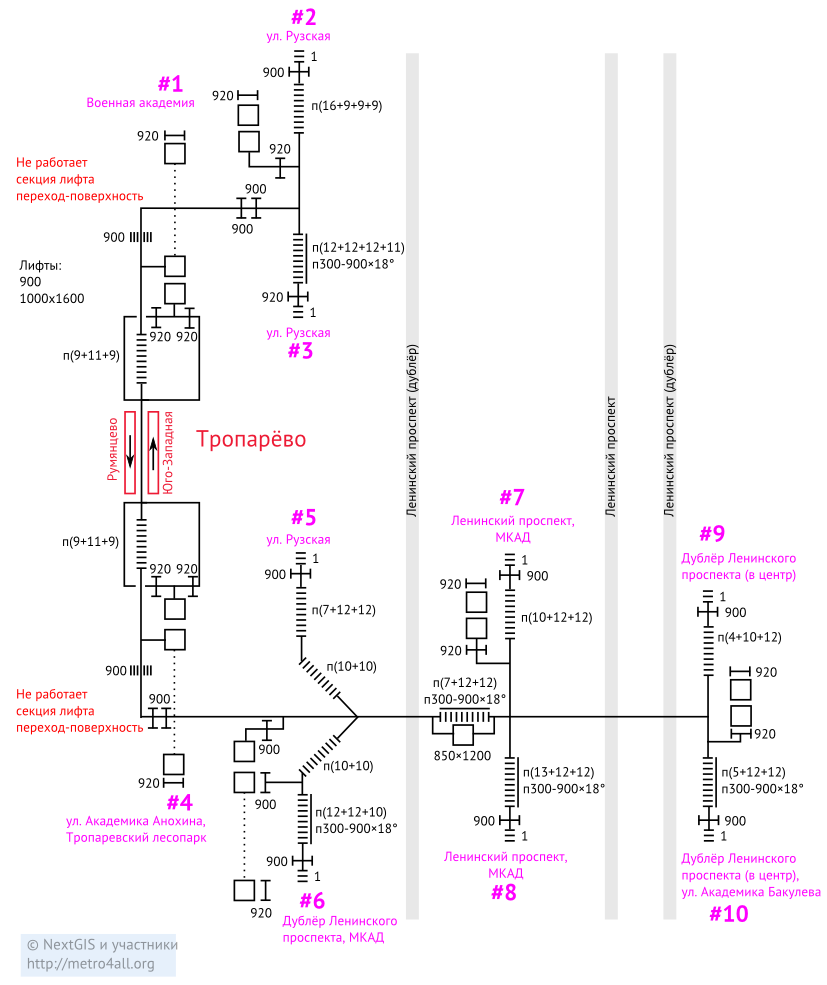 #2
ул. Рузская
1
900
#1
Военная академия
920
п(16+9+9+9)
920
920
Не работает
секция лифта
переход-поверхность
900
900
900
п(12+12+12+11)
п300-900×18°
Лифты:
900
1000x1600
920
1
ул. Рузская
#3
920
920
п(9+11+9)
Румянцево
Юго-Западная
Тропарёво
Ленинский проспект (дублёр)
Ленинский проспект
Ленинский проспект (дублёр)
#5
ул. Рузская
1
900
п(7+12+12)
п(10+10)
п(9+11+9)
920
920
900
#7
Ленинский проспект,
МКАД
1
900
920
п(10+12+12)
920
#9
Дублёр Ленинского
проспекта (в центр)
1
900
п(4+10+12)
920
920
Не работает
секция лифта
переход-поверхность
900
п(7+12+12)
п300-900×18°
850×1200
900
п(10+10)
900
920
#4
ул. Академика Анохина,
Тропаревский лесопарк
п(12+12+10)
п300-900×18°
900
1
920
#6
Дублёр Ленинского
проспекта, МКАД
п(13+12+12)
п300-900×18°
900
1
Ленинский проспект,
МКАД
#8
п(5+12+12)
п300-900×18°
900
1
Дублёр Ленинского
проспекта (в центр),
ул. Академика Бакулева
#10
© NextGIS и участники
http://metro4all.org